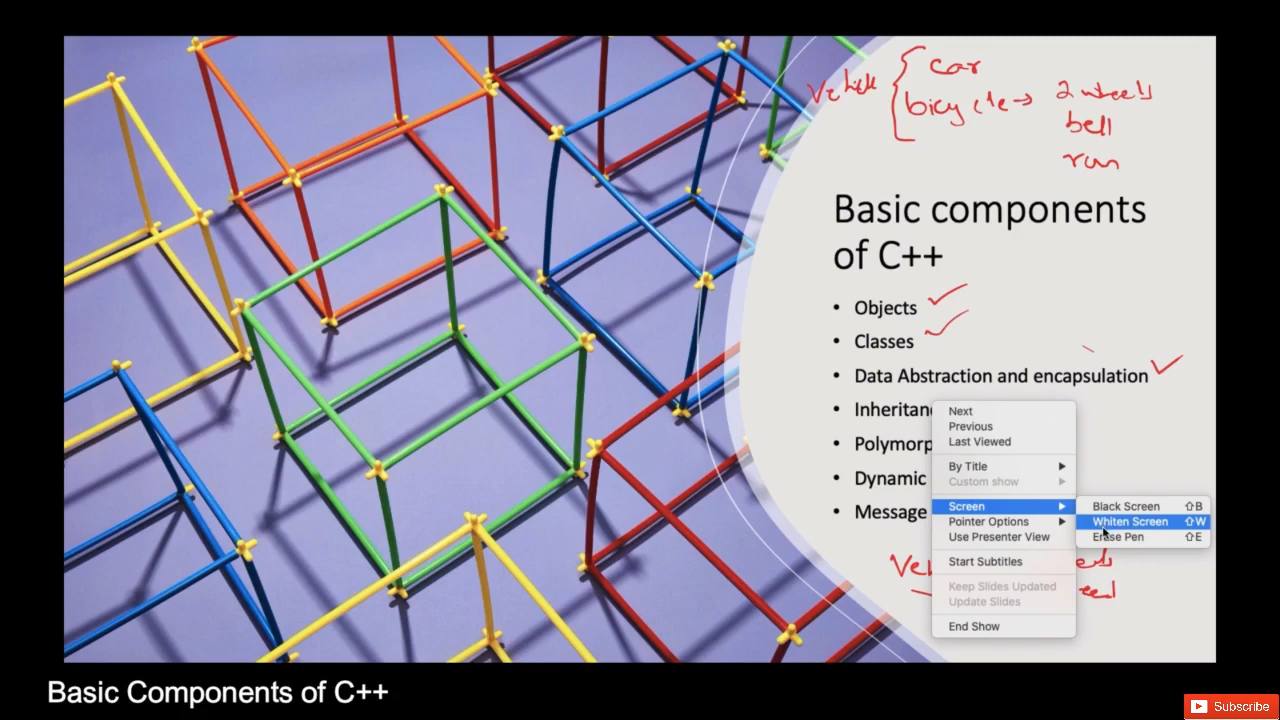 car
Vehicle
bicycle → 2 wheels
bell
run
Basic components
of C++
• Objects
• Classes
• Data Abstraction and encapsulation
• Inheritan
• Polymorp
• Dynamic
• Message
Next
Previous
Last Viewed
By Title
Custom show
Screen
Pointer Options
Use Presenter View
Start Subtitles
Keep Slides Updated
Update Slides
End Show
Black Screen ⇧B
Whiten Screen ⇧W
Erase Pen ⇧E
Basic Components of C++
Subscribe